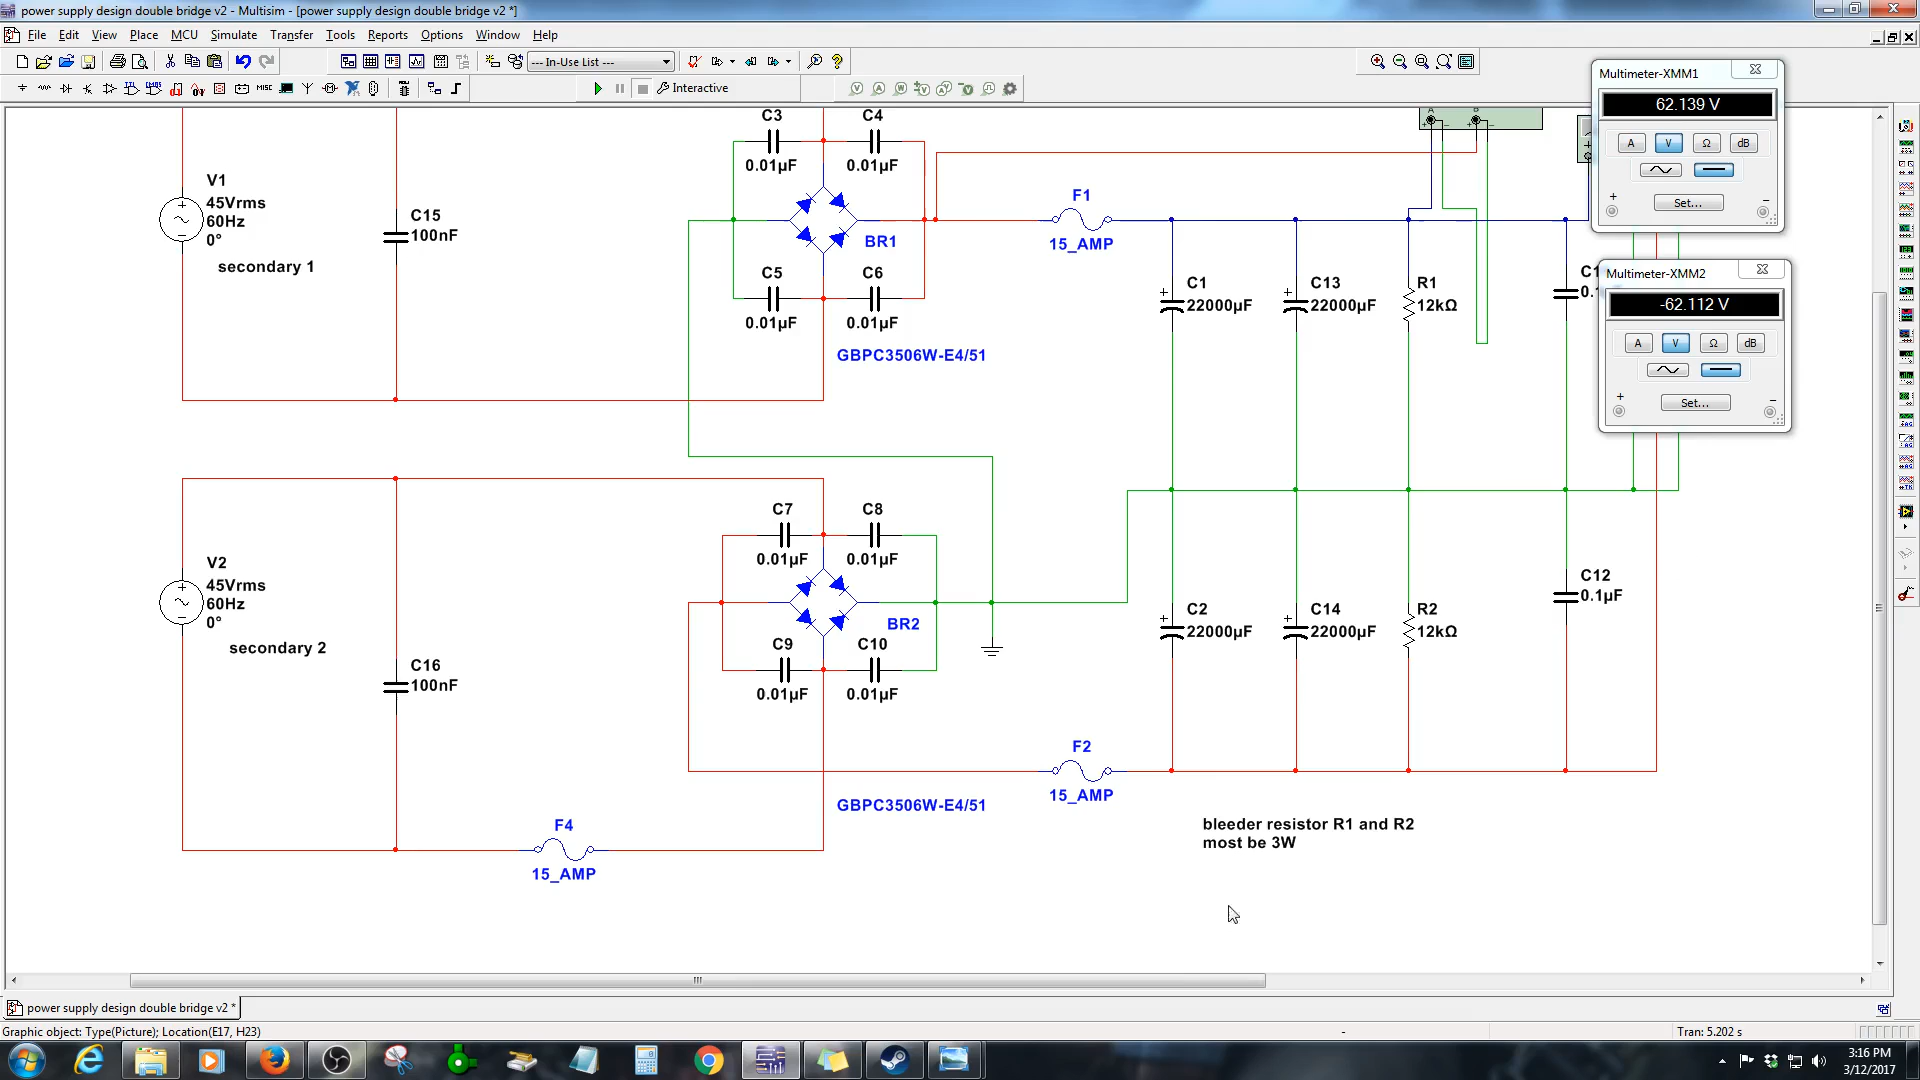 power supply design double bridge v2 - Multisim - [power supply design double bridge v2 *]
File Edit View Place MCU Simulate Transfer Tools Reports Options Window Help
--- In-Use List ---
MISC
Interactive
Multimeter-XMM1
62.139 V
A V Ω dB
+ Set... -
Multimeter-XMM2
-62.112 V
A V Ω dB
+ Set... -
C3
0.01µF
C4
0.01µF
V1
45Vrms
60Hz
0°
secondary 1
C15
100nF
BR1
C5
0.01µF
C6
0.01µF
GBPC3506W-E4/51
F1
15_AMP
C1
22000µF
C13
22000µF
R1
12kΩ
V2
45Vrms
60Hz
0°
secondary 2
C16
100nF
C7
0.01µF
C8
0.01µF
BR2
C9
0.01µF
C10
0.01µF
GBPC3506W-E4/51
C2
22000µF
C14
22000µF
R2
12kΩ
C12
0.1µF
F2
15_AMP
F4
15_AMP
bleeder resistor R1 and R2
most be 3W
power supply design double bridge v2 *
Graphic object: Type(Picture); Location(E17, H23)
-
Tran: 5.202 s
3:16 PM
3/12/2017